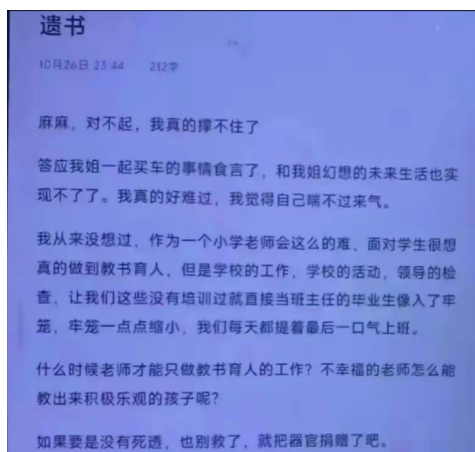 遗书
10月26日 23:44 212字
麻麻，对不起，我真的撑不住了
答应我姐一起买车的事情食言了，和我姐幻想的未来生活也实
现不了了。我真的好难过，我觉得自己喘不过来气。
我从来没想过，作为一个小学老师会这么的难，面对学生很想
真的做到教书育人，但是学校的工作，学校的活动，领导的检
查，让我们这些没有培训过就直接当班主任的毕业生像入了牢
笼，牢笼一点点缩小，我们每天都提着最后一口气上班。
什么时候老师才能只做教书育人的工作？不幸福的老师怎么能
教出来积极乐观的孩子呢？
如果要是没有死透，也别救了，就把器官捐赠了吧。